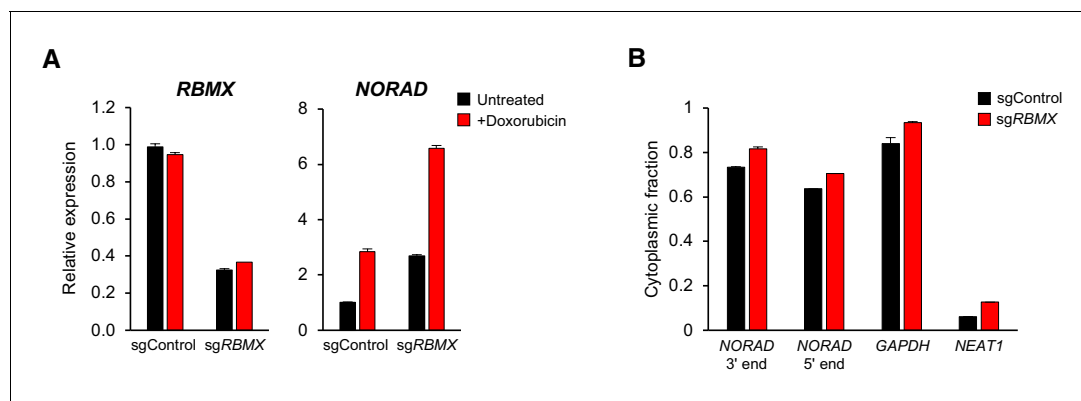 A
RBMX
NORAD
Untreated
+Doxorubicin
Relative expression
1.2
1.0
0.8
0.6
0.4
0.2
0.0
sgControl
sgRBMX
8
6
4
2
0
sgControl
sgRBMX
B
sgControl
sgRBMX
Cytoplasmic fraction
1
0.8
0.6
0.4
0.2
0
NORAD
3' end
NORAD
5' end
GAPDH
NEAT1